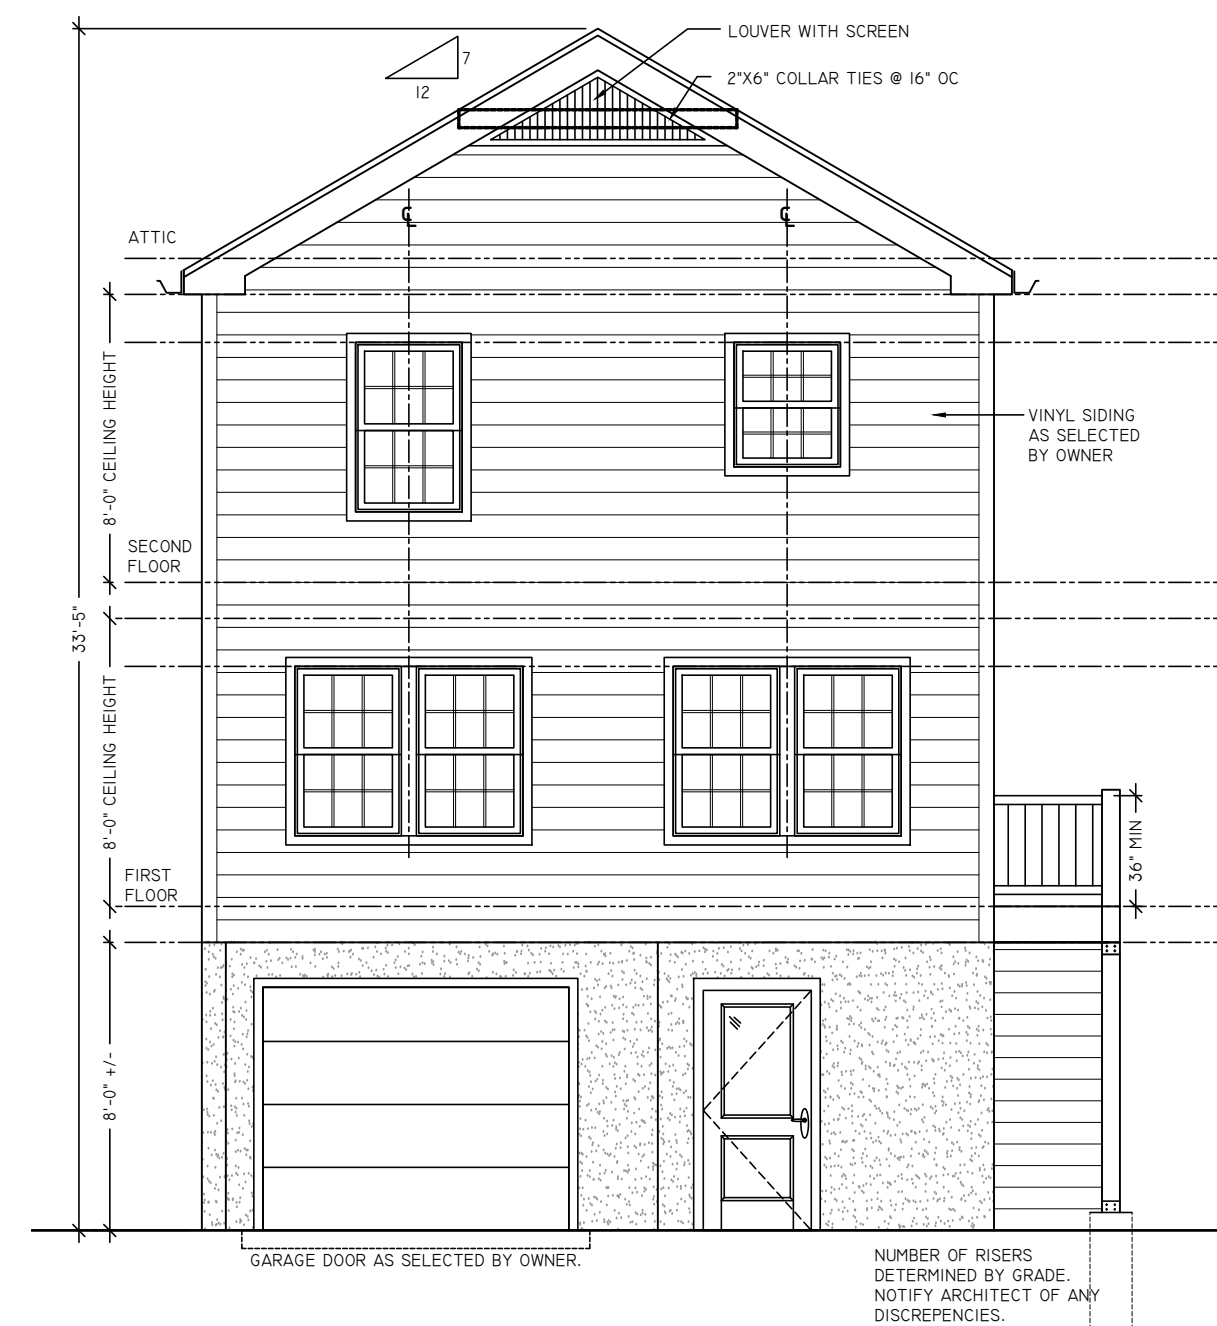 LOUVER WITH SCREEN
7
12
2"X6" COLLAR TIES @ 16" OC
℄
℄
ATTIC
8'-0" CEILING HEIGHT
VINYL SIDING
AS SELECTED
BY OWNER
SECOND
FLOOR
33'-5"
8'-0" CEILING HEIGHT
36" MIN
FIRST
FLOOR
8'-0" +/-
GARAGE DOOR AS SELECTED BY OWNER.
NUMBER OF RISERS
DETERMINED BY GRADE.
NOTIFY ARCHITECT OF ANY
DISCREPENCIES.